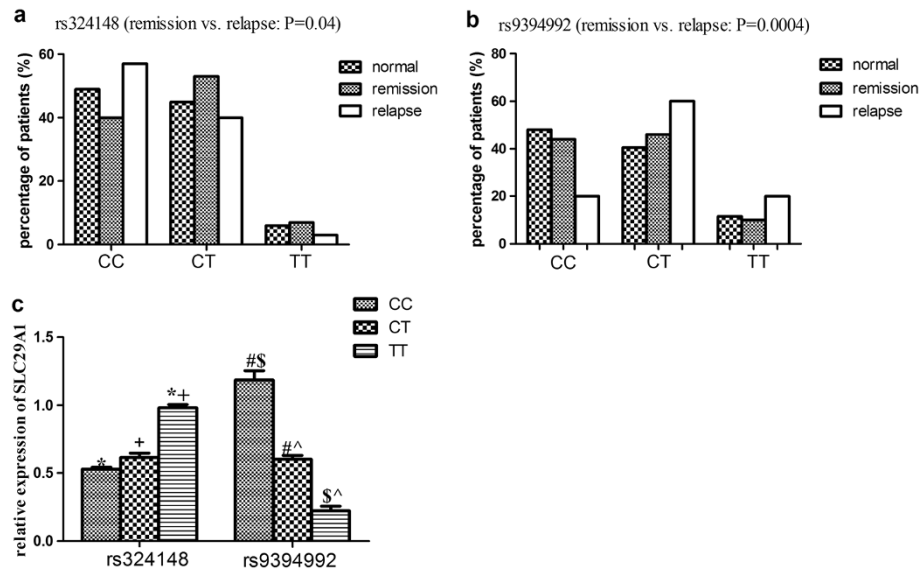 a
rs324148 (remission vs. relapse: P=0.04)
percentage of patients (%)
60
40
20
0
CC CT TT
normal
remission
relapse
b
rs9394992 (remission vs. relapse: P=0.0004)
percentage of patients (%)
80
60
40
20
0
CC CT TT
normal
remission
relapse
c
relative expression of SLC29A1
1.5
1.0
0.5
0.0
* + *+ #$ #^ $^
rs324148 rs9394992
CC
CT
TT